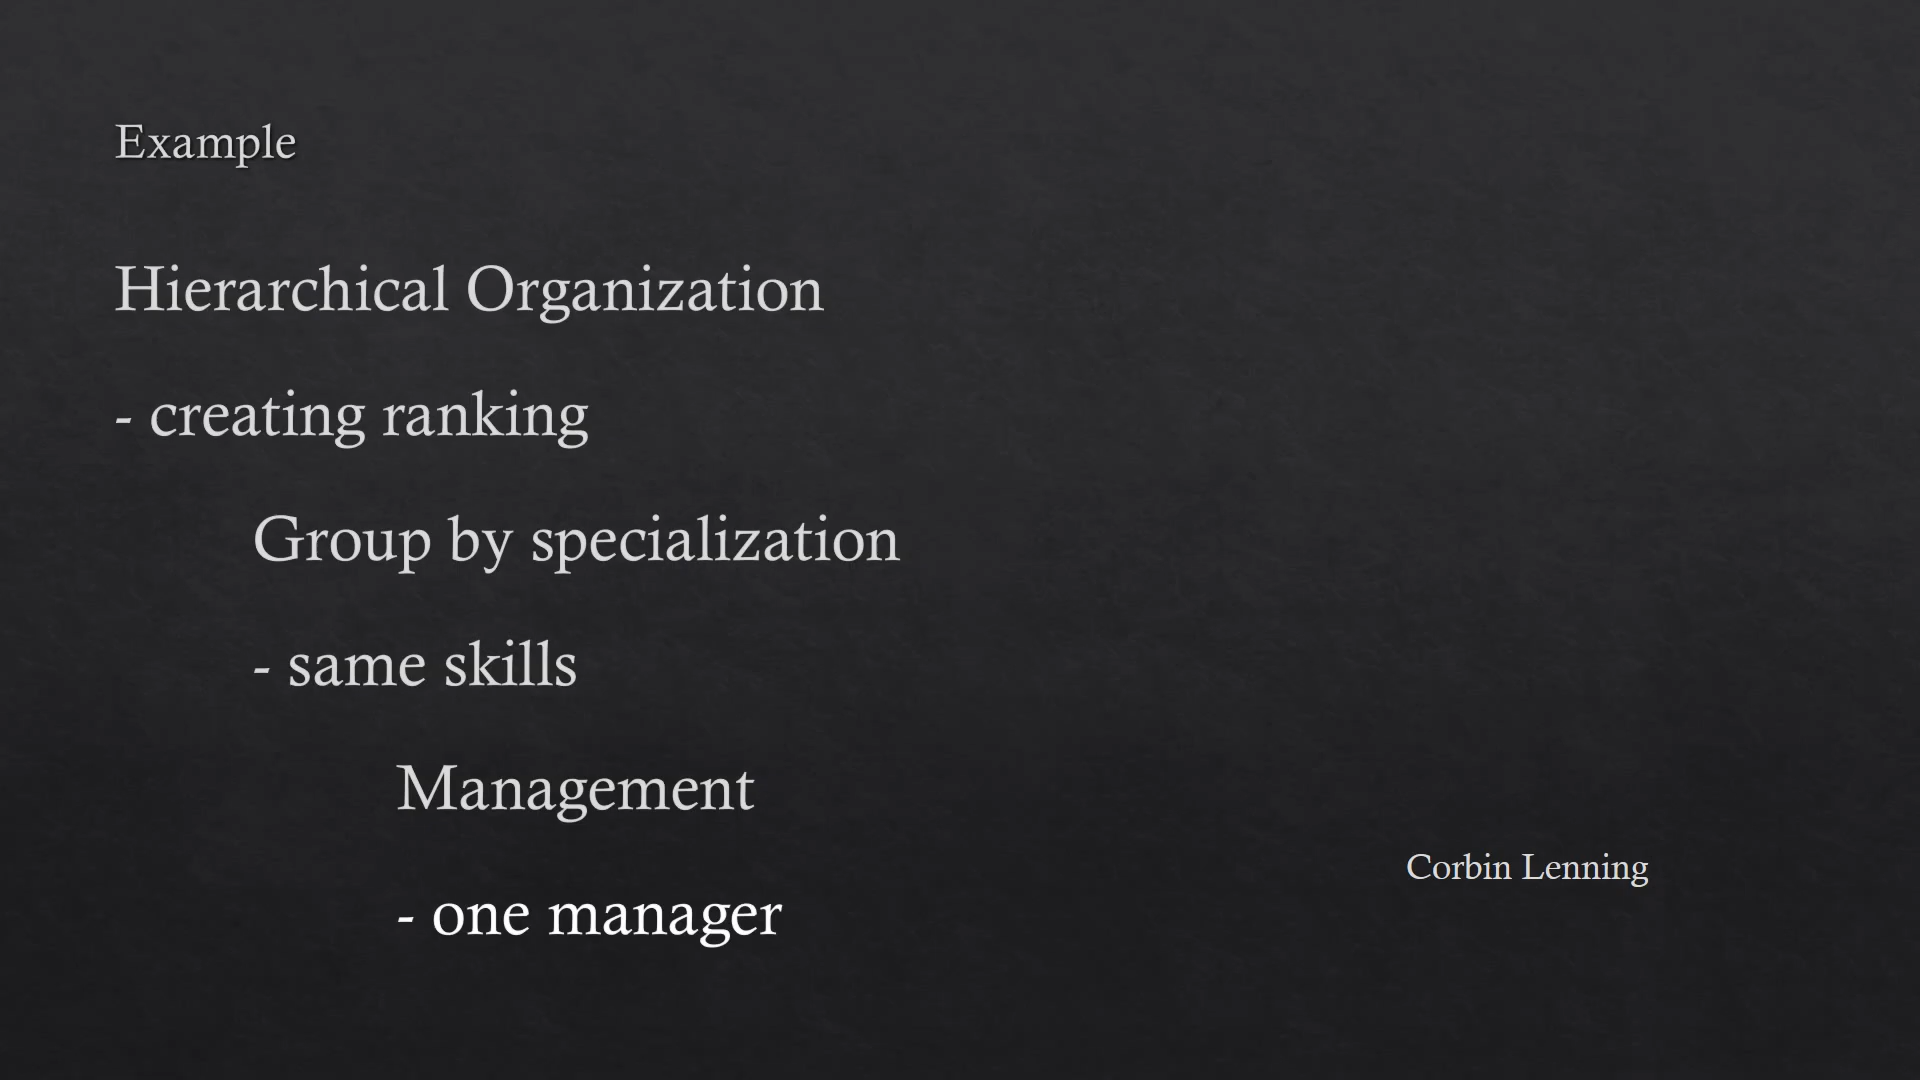 Example
Hierarchical Organization
- creating ranking
Group by specialization
- same skills
Management
- one manager
Corbin Lenning